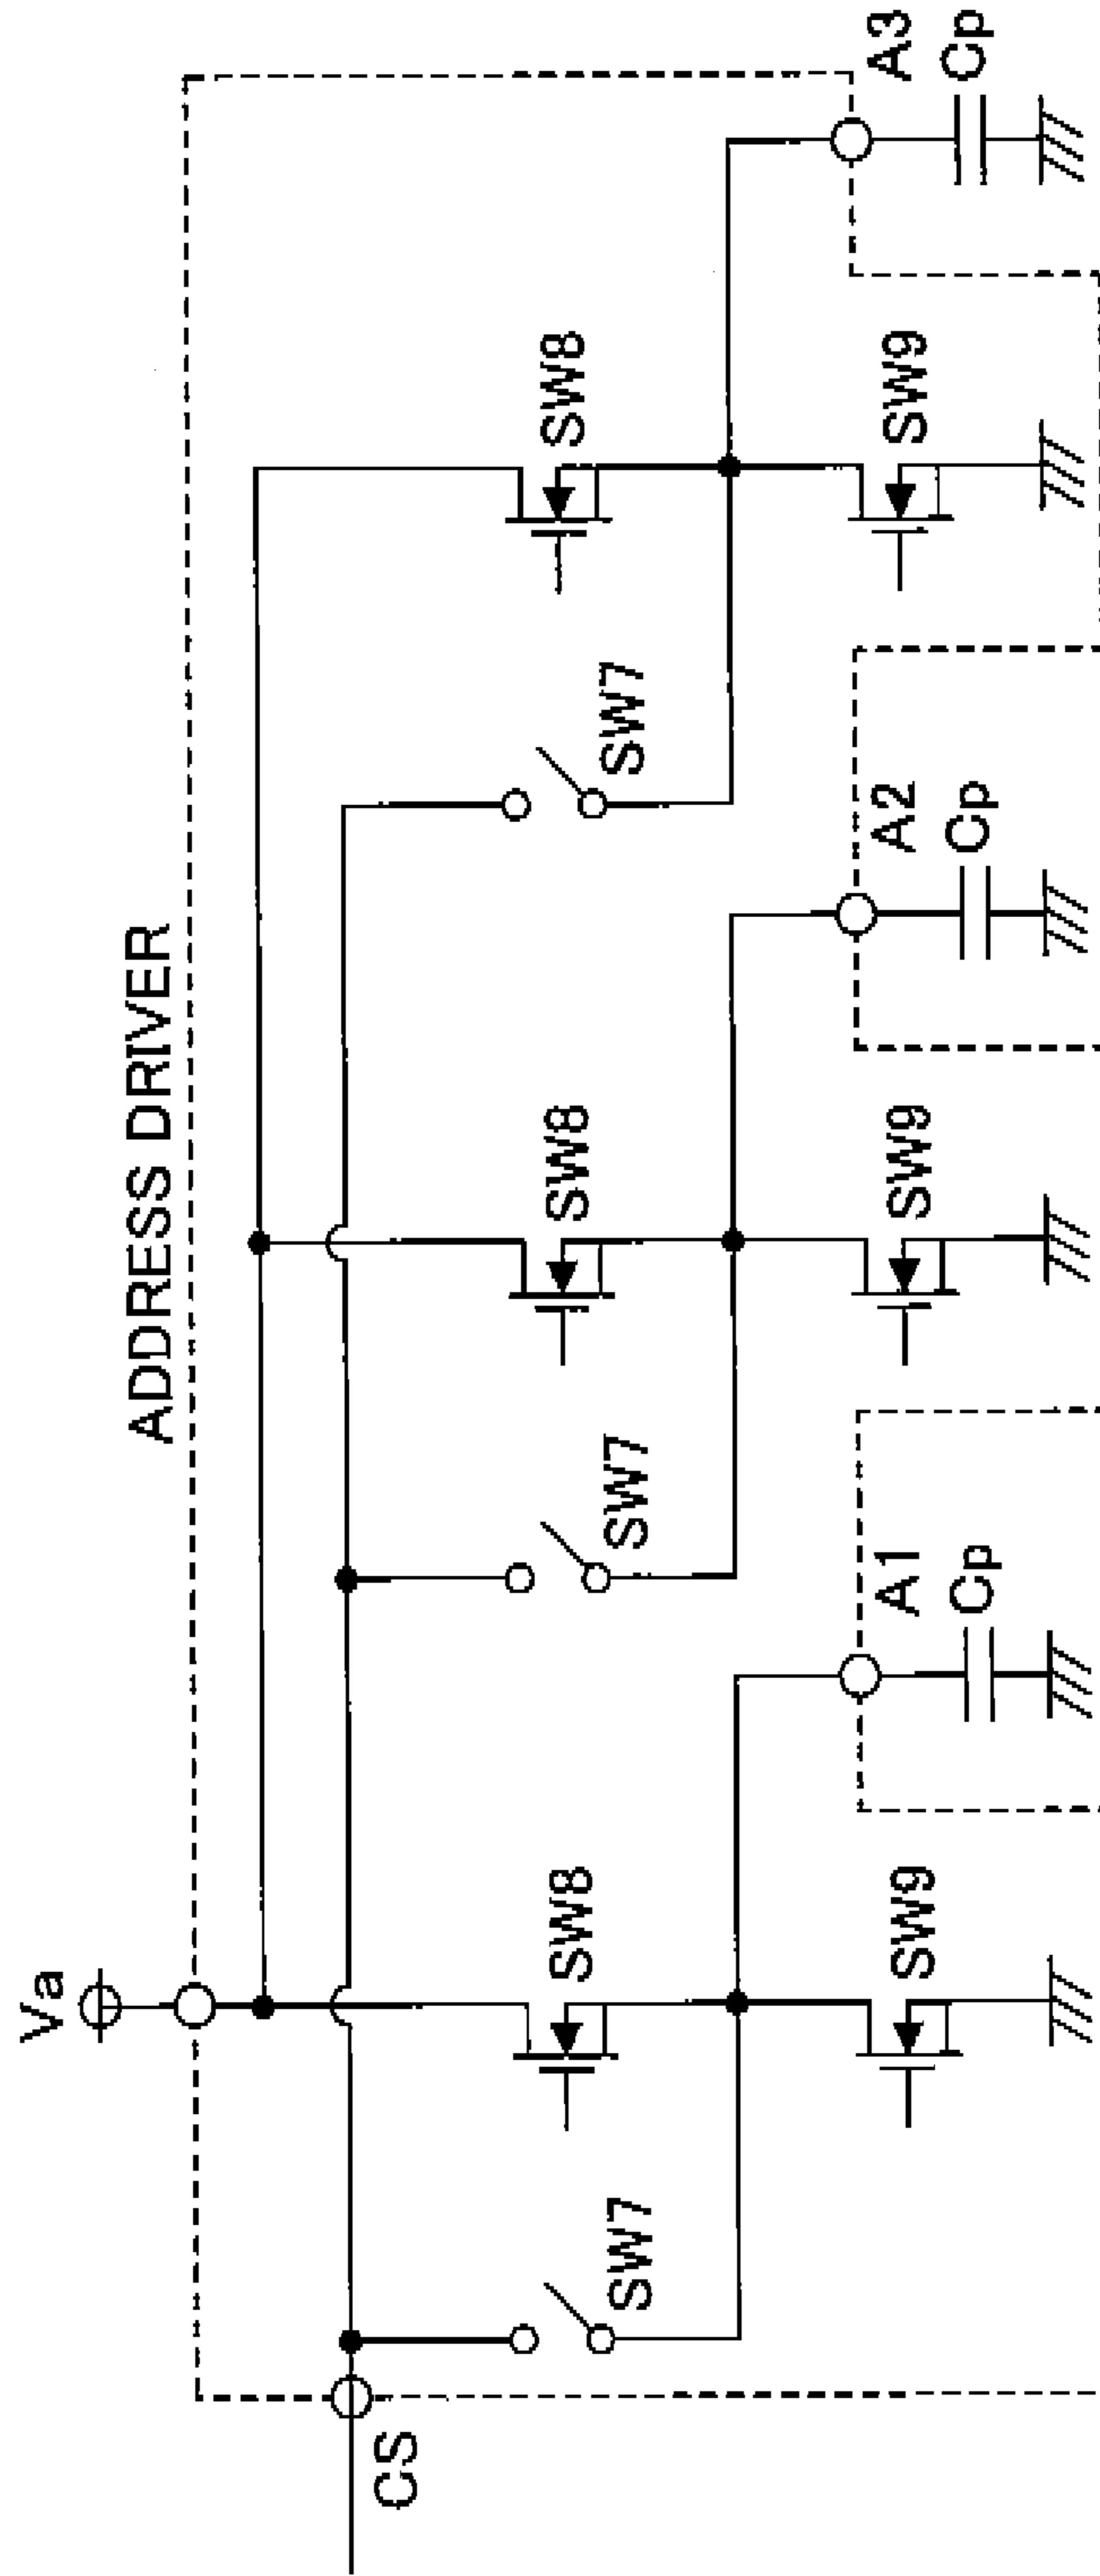 ADDRESS DRIVER
Va
CS
SW7
SW8
SW9
A1
Cp
SW7
SW8
SW9
A2
Cp
SW7
SW8
SW9
A3
Cp